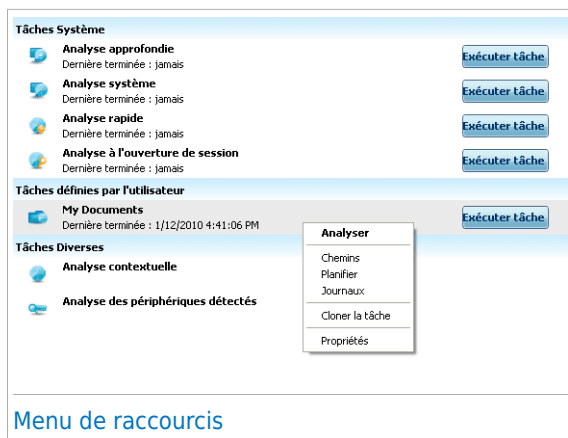 Tâches Système
Analyse approfondie
Dernière terminée : jamais
Exécuter tâche
Analyse système
Dernière terminée : jamais
Exécuter tâche
Analyse rapide
Dernière terminée : jamais
Exécuter tâche
Analyse à l'ouverture de session
Dernière terminée : jamais
Exécuter tâche
Tâches définies par l'utilisateur
My Documents
Dernière terminée : 1/12/2010 4:41:06 PM
Exécuter tâche
Tâches Diverses
Analyse contextuelle
Analyse des périphériques détectés
Analyser
Chemins
Planifier
Journaux
Cloner la tâche
Propriétés
Menu de raccourcis